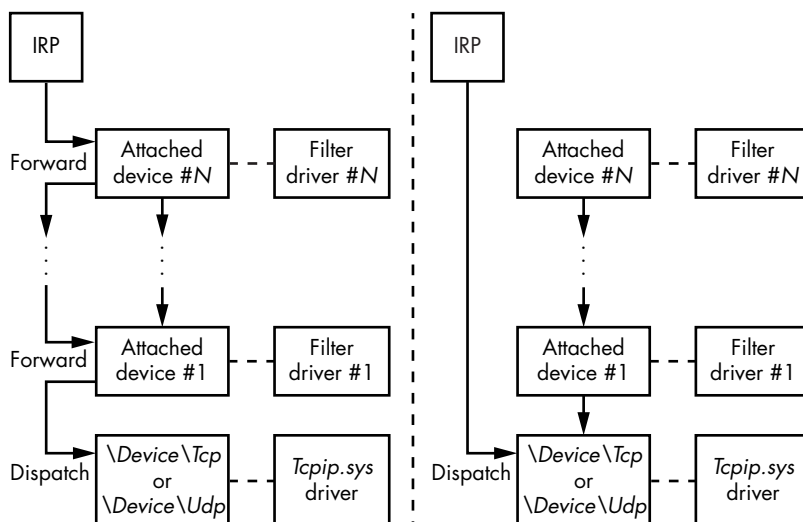 IRP
Forward
Attached
device #N
Filter
driver #N
Forward
Attached
device #1
Filter
driver #1
Dispatch
\Device\Tcp
or
\Device\Udp
Tcpip.sys
driver
IRP
Attached
device #N
Filter
driver #N
Attached
device #1
Filter
driver #1
Dispatch
\Device\Tcp
or
\Device\Udp
Tcpip.sys
driver